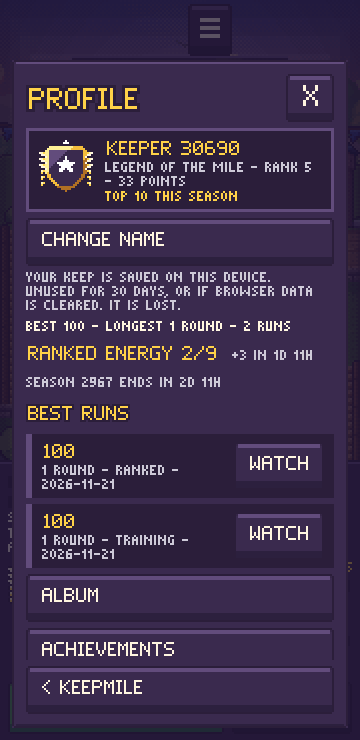 PROFILE
X
KEEPER 30690
LEGEND OF THE MILE - RANK 5
- 33 POINTS
TOP 10 THIS SEASON
CHANGE NAME
YOUR KEEP IS SAVED ON THIS DEVICE.
UNUSED FOR 30 DAYS, OR IF BROWSER DATA
IS CLEARED, IT IS LOST.
BEST 100 - LONGEST 1 ROUND - 2 RUNS
RANKED ENERGY 2/9 +3 IN 1D 11H
SEASON 2967 ENDS IN 2D 11H
BEST RUNS
100
1 ROUND - RANKED -
2026-11-21
WATCH
100
1 ROUND - TRAINING -
2026-11-21
WATCH
ALBUM
ACHIEVEMENTS
< KEEPMILE